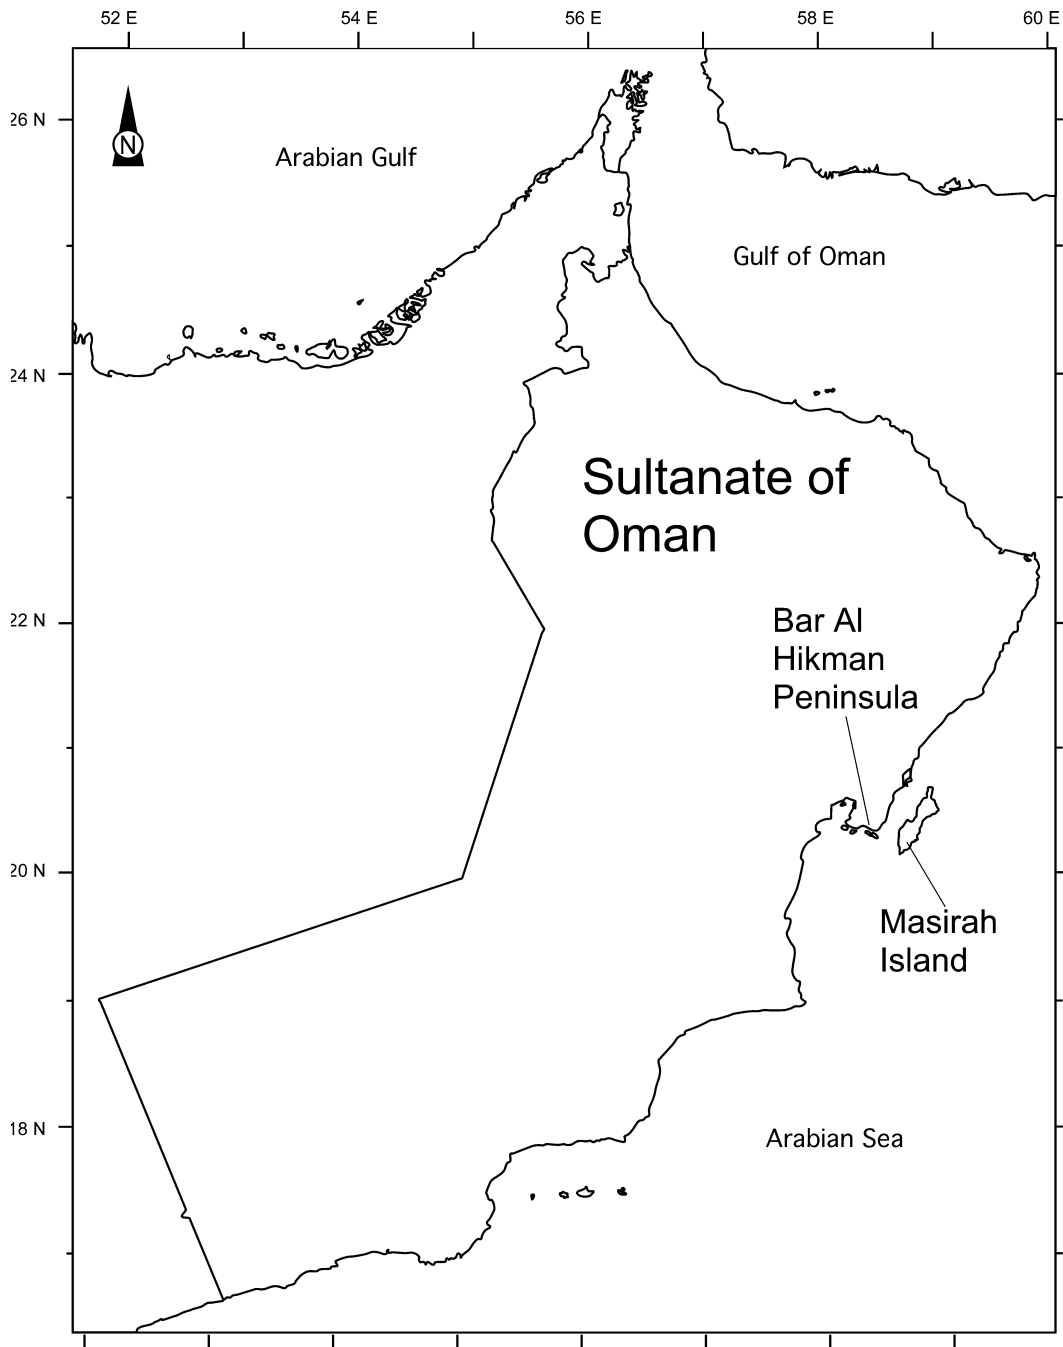 52 E 54 E 56 E 58 E 60 E
26 N
N
Arabian Gulf
Gulf of Oman
24 N
Sultanate of
Oman
22 N
Bar Al
Hikman
Peninsula
20 N
Masirah
Island
18 N
Arabian Sea